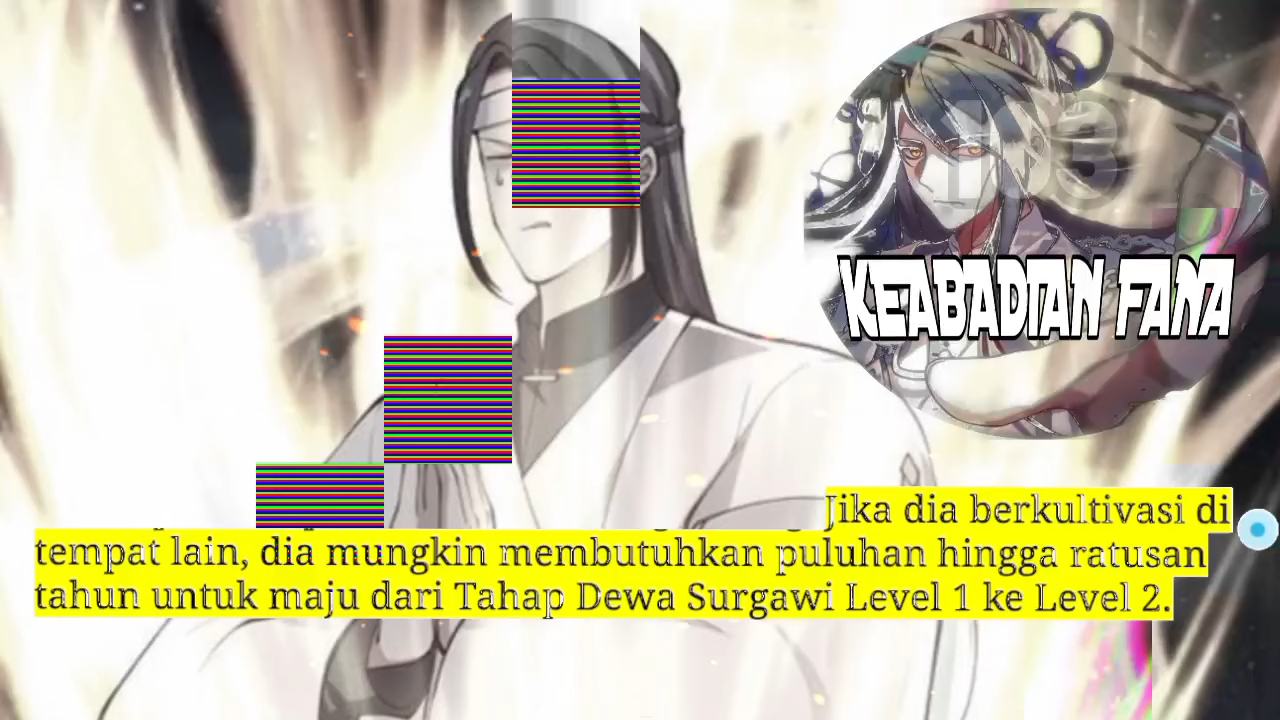 KEABADIAN FANA
Jika dia berkultivasi di
tempat lain, dia mungkin membutuhkan puluhan hingga ratusan
tahun untuk maju dari Tahap Dewa Surgawi Level 1 ke Level 2.